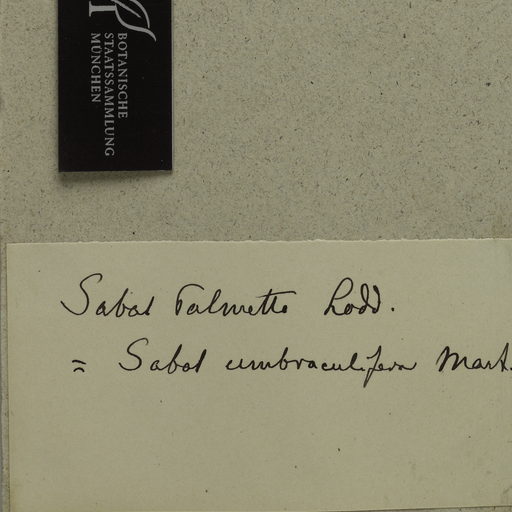 BOTANISCHE
STAATSSAMMLUNG
MÜNCHEN
Sabal Palmetto Lodd.
= Sabal umbraculifera Mart.